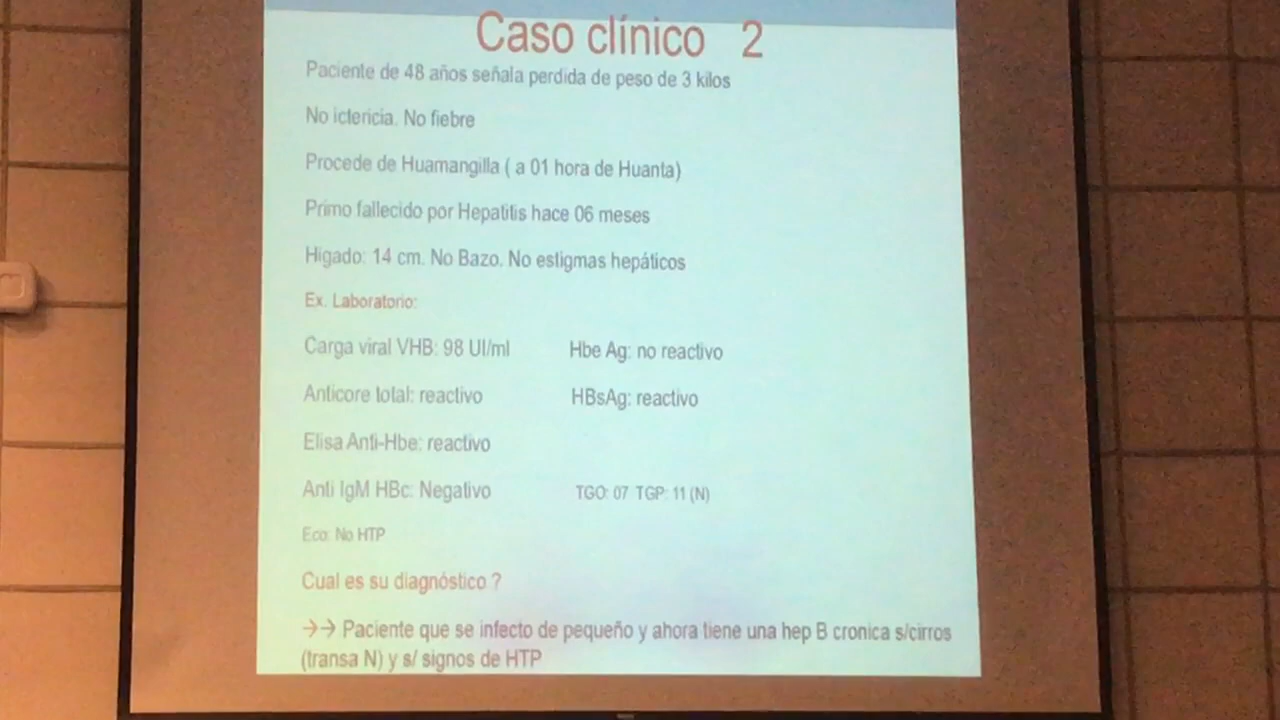 Caso clínico 2
Paciente de 48 años señala perdida de peso de 3 kilos
No ictericia. No fiebre
Procede de Huamangilla ( a 01 hora de Huanta)
Primo fallecido por Hepatitis hace 06 meses
Higado: 14 cm. No Bazo. No estigmas hepáticos
Ex. Laboratorio:
Carga viral VHB: 98 UI/ml Hbe Ag: no reactivo
Anticore total: reactivo HBsAg: reactivo
Elisa Anti-Hbe: reactivo
Anti IgM HBc: Negativo TGO: 07 TGP: 11 (N)
Eco: No HTP
Cual es su diagnóstico ?
→→ Paciente que se infecto de pequeño y ahora tiene una hep B cronica s/cirros
(transa N) y s/ signos de HTP